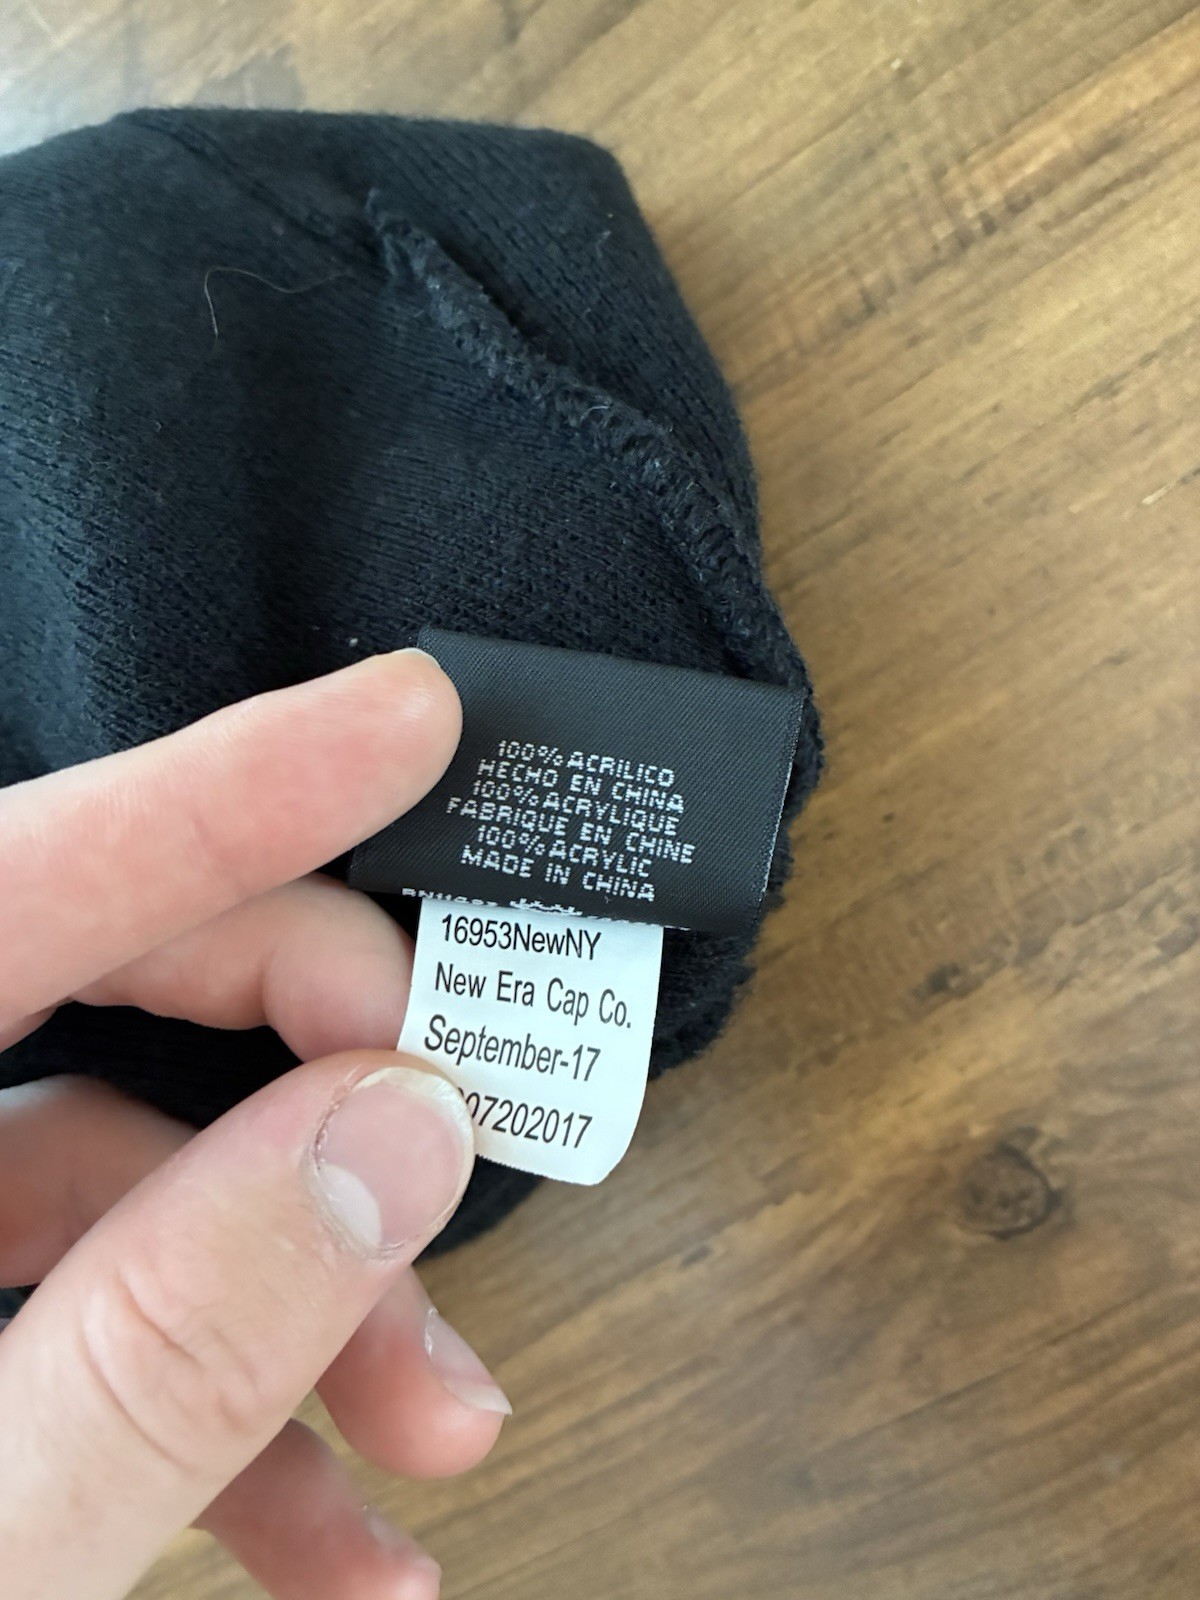 100% ACRILICO
HECHO EN CHINA
100% ACRYLIQUE
FABRIQUE EN CHINE
100% ACRYLIC
MADE IN CHINA
16953NewNY
New Era Cap Co.
September-17
07202017